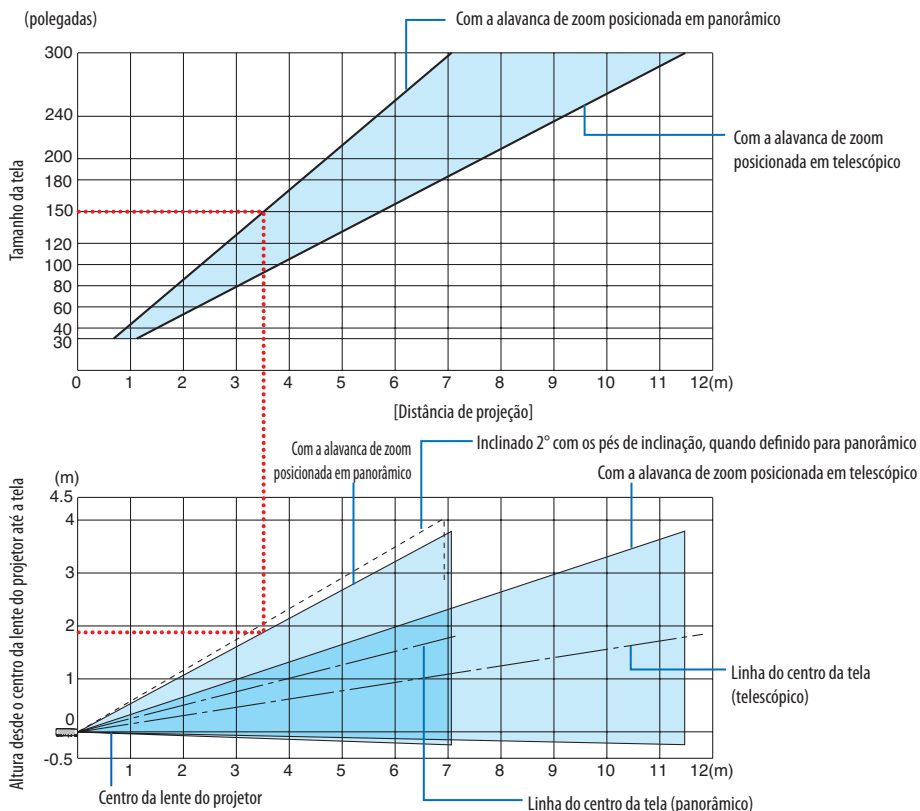 (polegadas)
Com a alavanca de zoom posicionada em panorâmico
Tamanho da tela
300
240
200
180
150
120
100
80
60
40
30
Com a alavanca de zoom
posicionada em telescópico
0 1 2 3 4 5 6 7 8 9 10 11 12(m)
[Distância de projeção]
Com a alavanca de zoom
posicionada em panorâmico
Inclinado 2° com os pés de inclinação, quando definido para panorâmico
Com a alavanca de zoom posicionada em telescópico
Altura desde o centro da lente do projetor até a tela
(m)
4.5
4
3
2
1
0
-0.5
Linha do centro da tela
(telescópico)
1 2 3 4 5 6 7 8 9 10 11 12(m)
Centro da lente do projetor
Linha do centro da tela (panorâmico)